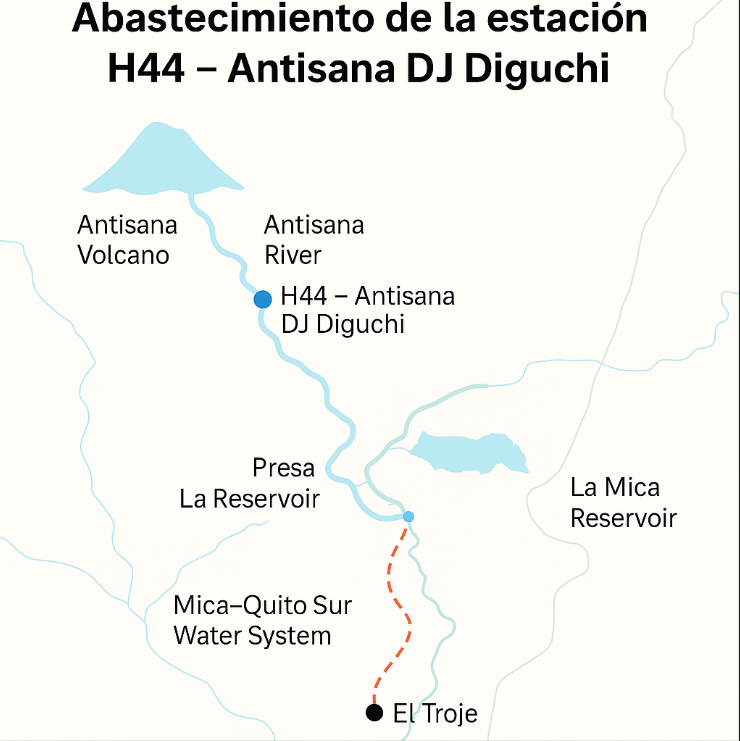 Abastecimiento de la estación
H44 – Antisana DJ Diguchi
Antisana
Volcano
Antisana
River
H44 – Antisana
DJ Diguchi
Presa
La Reservoir
La Mica
Reservoir
Mica–Quito Sur
Water System
El Troje